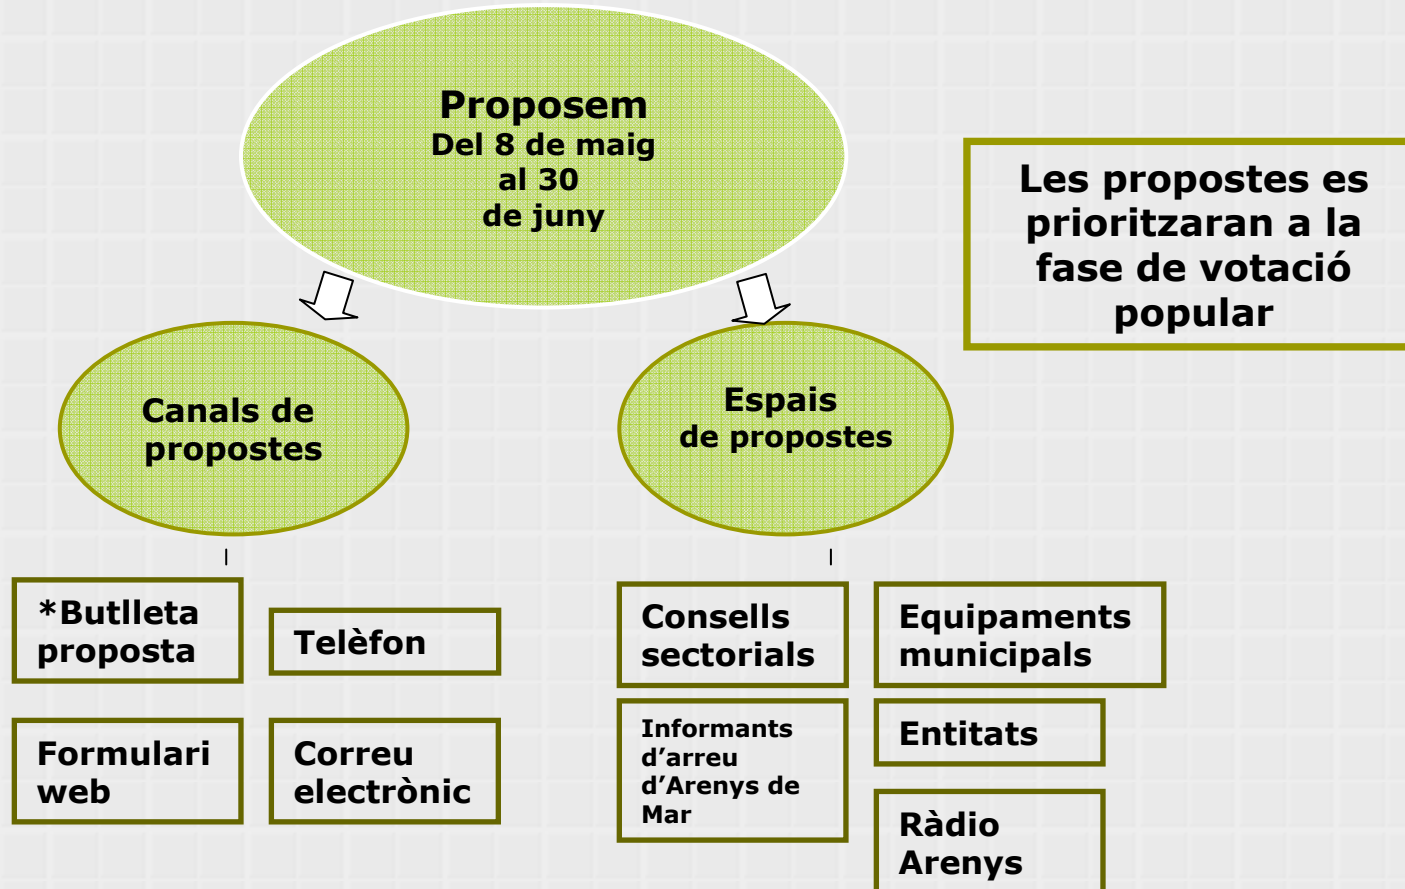 Proposem
Del 8 de maig
al 30
de juny
Les propostes es
prioritzaran a la
fase de votació
popular
Canals de
propostes
Espais
de propostes
*Butlleta
proposta
Telèfon
Formulari
web
Correu
electrònic
Consells
sectorials
Equipaments
municipals
Informants
d’arreu
d’Arenys de
Mar
Entitats
Ràdio
Arenys